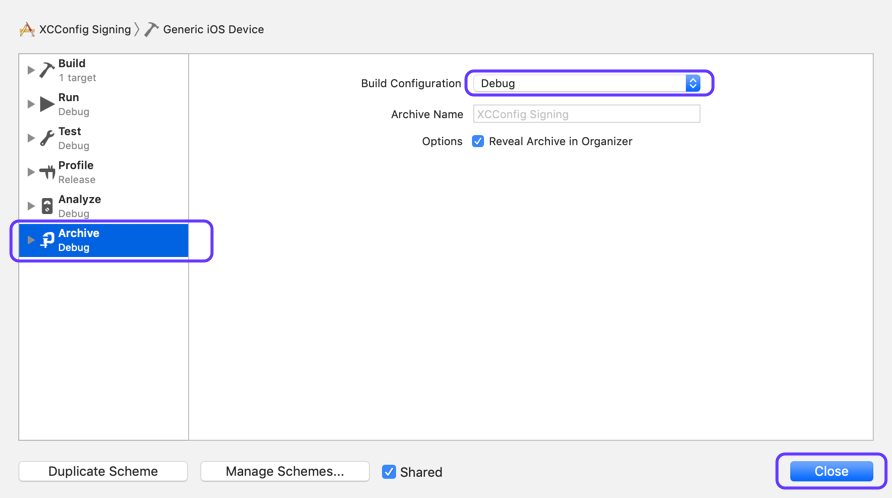 XCConfig Signing 〉 Generic iOS Device
Build
1 target
Run
Debug
Test
Debug
Profile
Release
Analyze
Debug
Archive
Debug
Build Configuration Debug
Archive Name XCConfig Signing
Options Reveal Archive in Organizer
Duplicate Scheme Manage Schemes... Shared Close